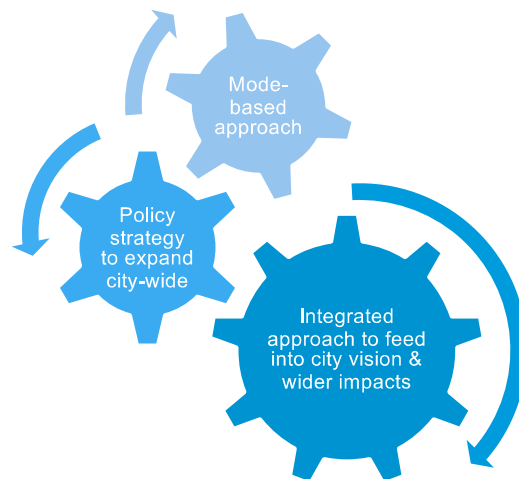 Mode-
based
approach
Policy
strategy
to expand
city-wide
Integrated
approach to feed
into city vision &
wider impacts